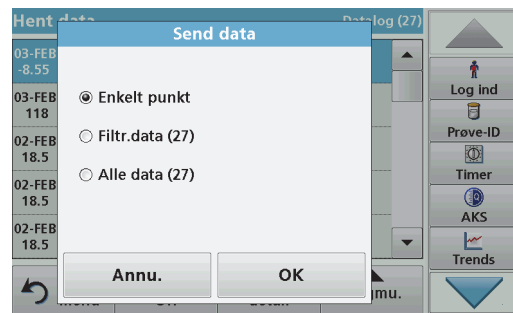 Hent data
Datalog (27)
Send data
03-FEB
-8.55
03-FEB
118
02-FEB
18.5
02-FEB
18.5
02-FEB
18.5
Enkelt punkt
Filtr.data (27)
Alle data (27)
Annu.
OK
Log ind
Prøve-ID
Timer
AKS
Trends